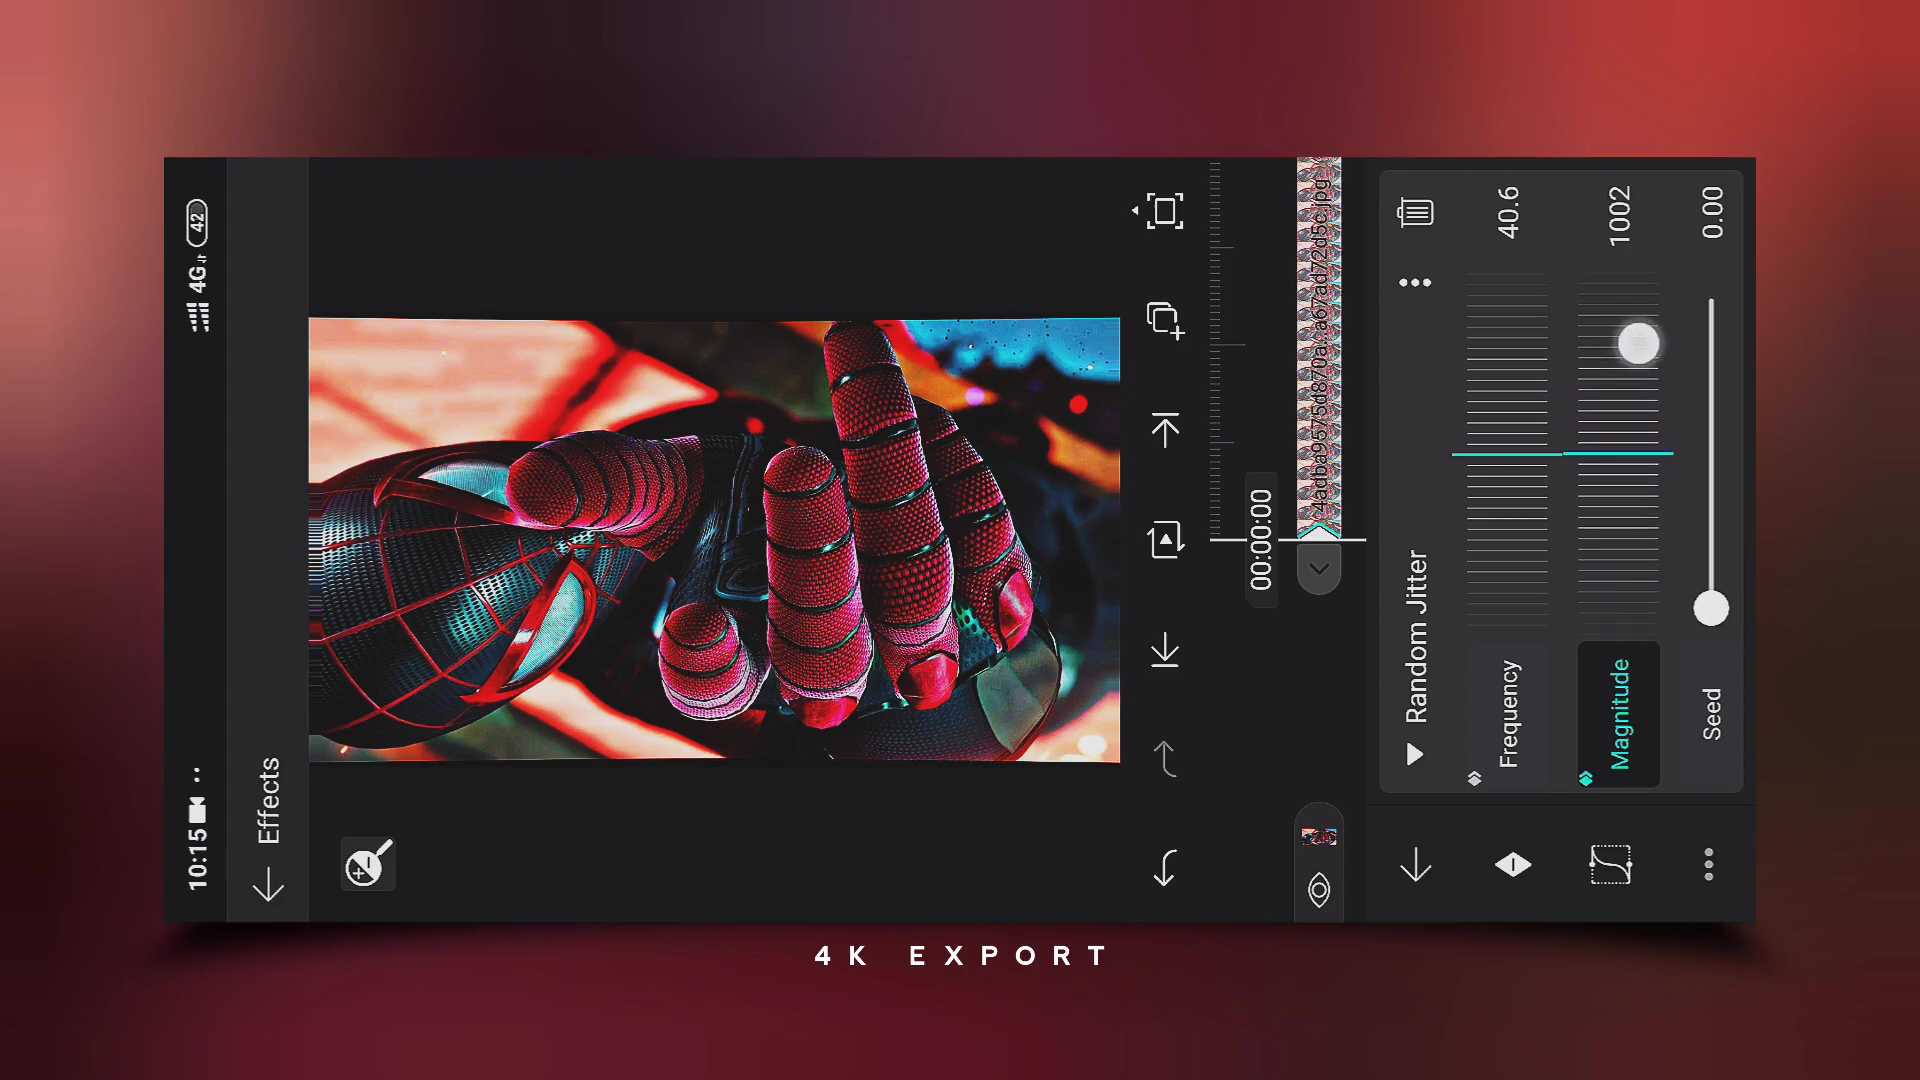 10:15
4G
42
Effects
00:00:00
Random Jitter
Frequency
40.6
Magnitude
1002
Seed
0.00
4K EXPORT